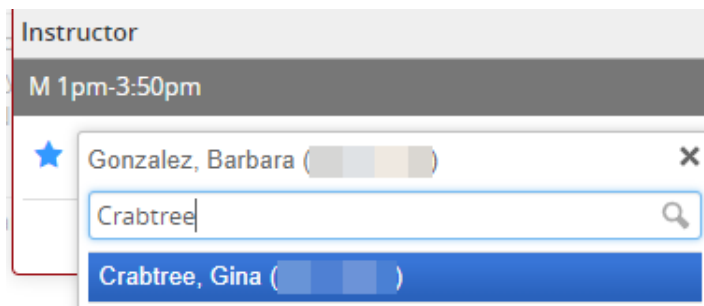 Instructor
M 1pm-3:50pm
Gonzalez, Barbara ( )
Crabtree
Crabtree, Gina ( )